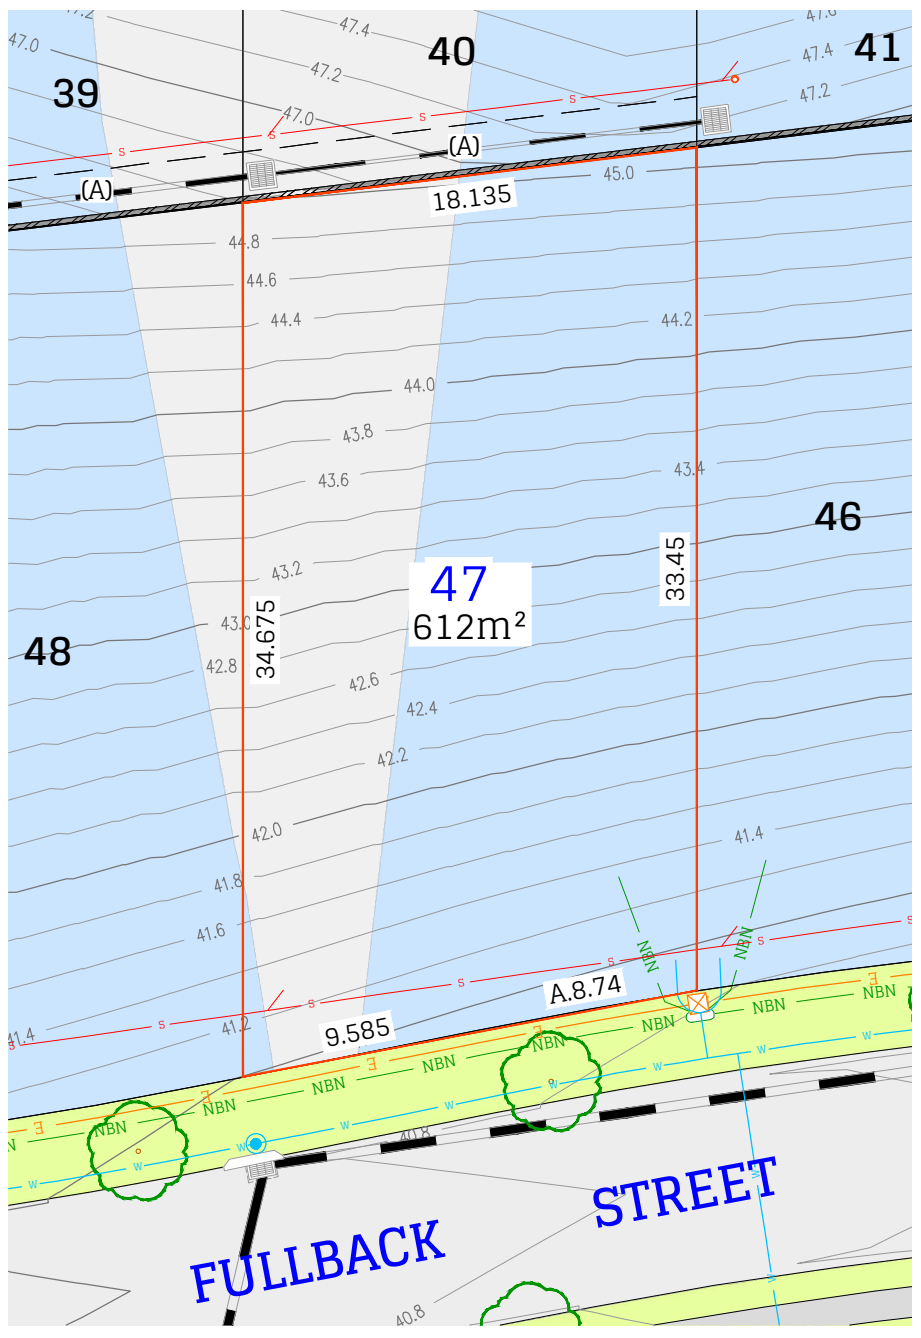 47.2
47.4
47.6
47.0
40
41
47.4
47.2
39
47.2
47.0
S
S
S
(A)
(A)
45.0
18.135
44.8
44.6
44.4
44.2
44.0
43.8
43.6
43.4
46
43.2
47
612m²
33.45
43.0
34.675
48
42.8
42.6
42.4
42.2
42.0
41.4
41.8
41.6
NBN
NBN
S
S
S
S
S
A.8.74
41.4
41.2
9.585
E
E
E
E
NBN
NBN
NBN
NBN
NBN
NBN
NBN
W
W
W
W
W
W
W
W
W
40.8
W
STREET
FULLBACK
W
40.8